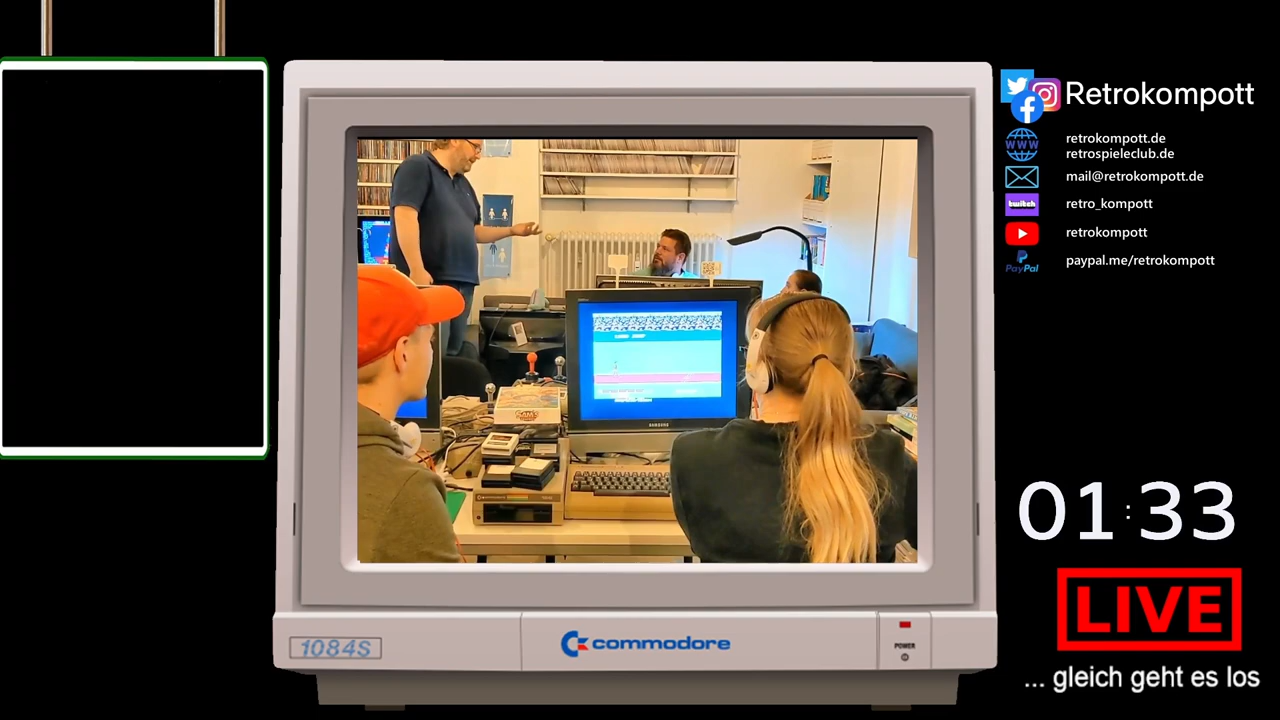 Retrokompott
www
retrokompott.de
retrospieleclub.de
mail@retrokompott.de
twitch
retro_kompott
retrokompott
PayPal
paypal.me/retrokompott
SAMSUNG
01:33
LIVE
... gleich geht es los
1084S
commodore
POWER